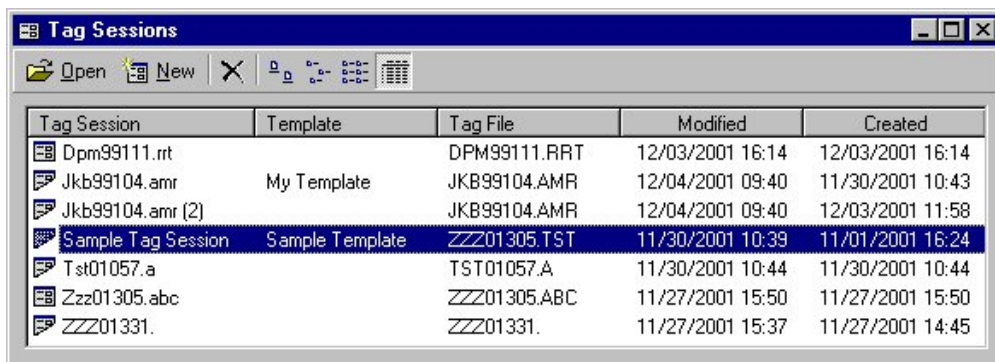 Tag Sessions
Open New
Tag Session Template Tag File Modified Created
Dpm99111.rrt DPM99111.RRT 12/03/2001 16:14 12/03/2001 16:14
Jkb99104.amr My Template JKB99104.AMR 12/04/2001 09:40 11/30/2001 10:43
Jkb99104.amr (2) JKB99104.AMR 12/04/2001 09:40 12/03/2001 11:58
Sample Tag Session Sample Template ZZZ01305.TST 11/30/2001 10:39 11/01/2001 16:24
Tst01057.a TST01057.A 11/30/2001 10:44 11/30/2001 10:44
Zzz01305.abc ZZZ01305.ABC 11/27/2001 15:50 11/27/2001 15:50
ZZZ01331. ZZZ01331. 11/27/2001 15:37 11/27/2001 14:45